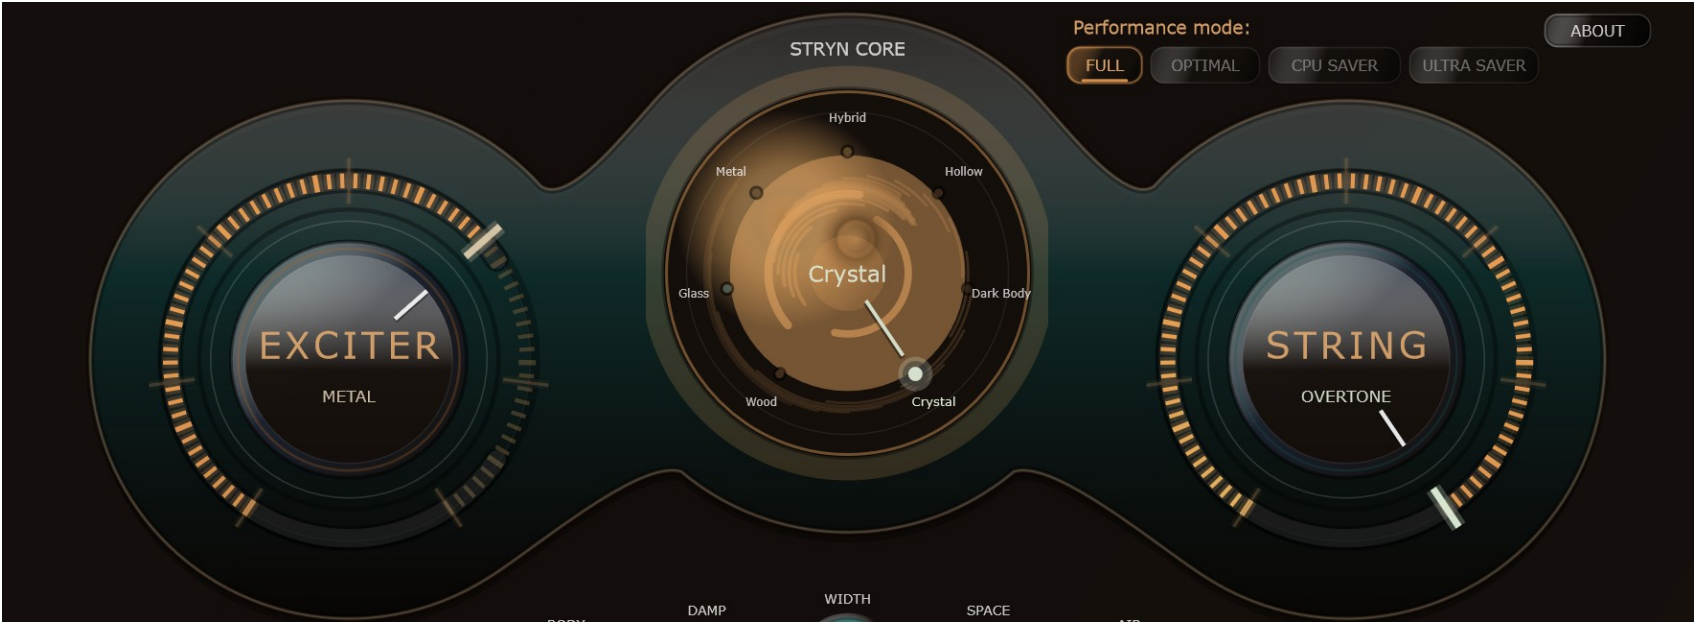 STRYN CORE
Performance mode:
ABOUT
FULL
OPTIMAL
CPU SAVER
ULTRA SAVER
Hybrid
Metal
Hollow
Crystal
Glass
Dark Body
Wood
Crystal
EXCITER
METAL
STRING
OVERTONE
WIDTH
DAMP
SPACE